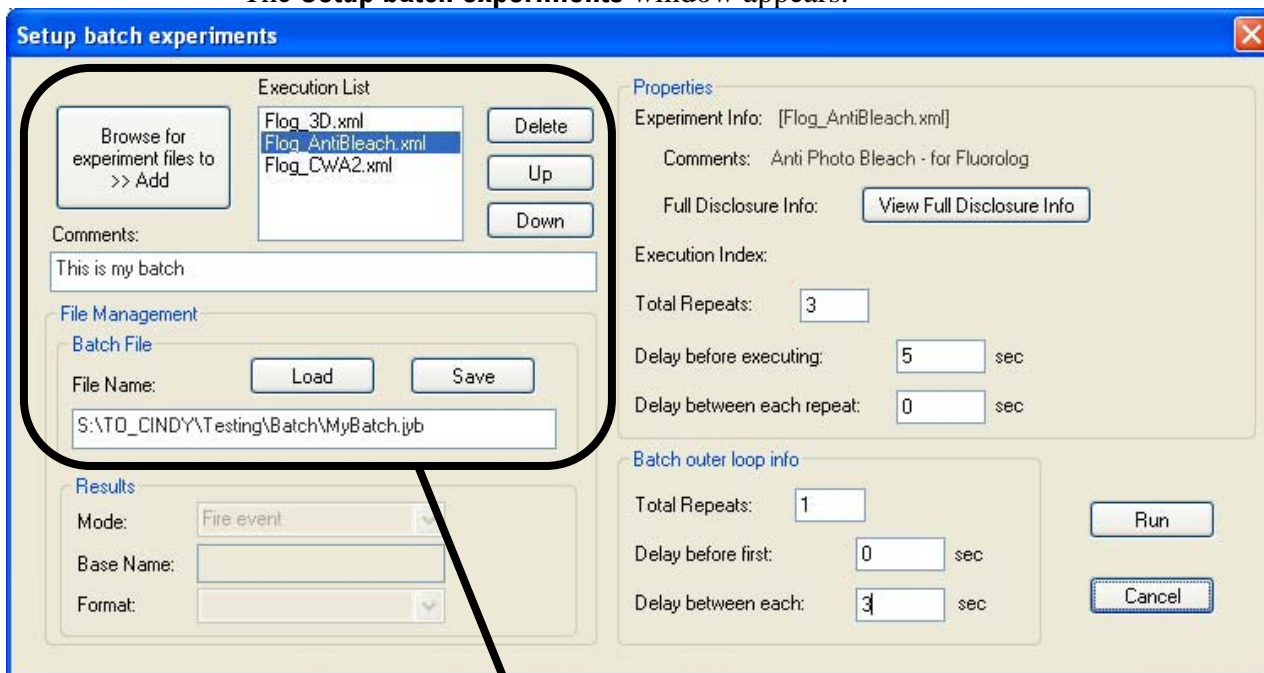 The Setup batch experiments window appears.
Setup batch experiments
Execution List
Browse for
experiment files to
>> Add
Flog_3D.xml
Flog_AntiBleach.xml
Flog_CWA2.xml
Delete
Up
Down
Comments:
This is my batch
File Management
Batch File
File Name:
Load
Save
S:\TO_CINDY\Testing\Batch\MyBatch.jyb
Results
Mode:
Fire event
Base Name:
Format:
Properties
Experiment Info: [Flog_AntiBleach.xml]
Comments: Anti Photo Bleach - for Fluorolog
Full Disclosure Info:
View Full Disclosure Info
Execution Index:
Total Repeats: 3
Delay before executing: 5 sec
Delay between each repeat: 0 sec
Batch outer loop info
Total Repeats: 1
Delay before first: 0 sec
Delay between each: 3 sec
Run
Cancel